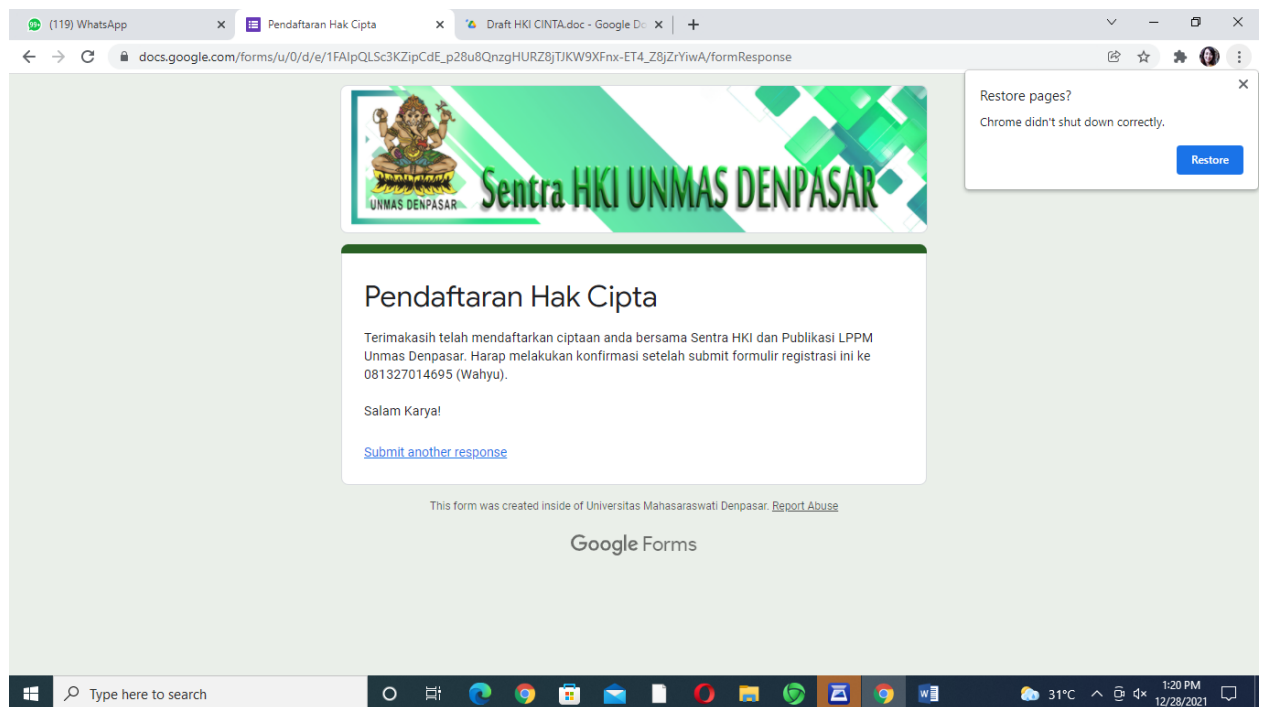 (119) WhatsApp
Pendaftaran Hak Cipta
Draft HKI CINTA.doc - Google Do
docs.google.com/forms/u/0/d/e/1FAIpQLSc3KZipCdE_p28u8QnzgHURZ8jTJKW9XFnx-ET4_Z8jZrYiwA/formResponse
Restore pages?
Chrome didn't shut down correctly.
Restore
UNMAS DENPASAR
Sentra HKI UNMAS DENPASAR
Pendaftaran Hak Cipta
Terimakasih telah mendaftarkan ciptaan anda bersama Sentra HKI dan Publikasi LPPM
Unmas Denpasar. Harap melakukan konfirmasi setelah submit formulir registrasi ini ke
081327014695 (Wahyu).
Salam Karya!
Submit another response
This form was created inside of Universitas Mahasaraswati Denpasar. Report Abuse
Google Forms
Type here to search
31°C
1:20 PM
12/28/2021